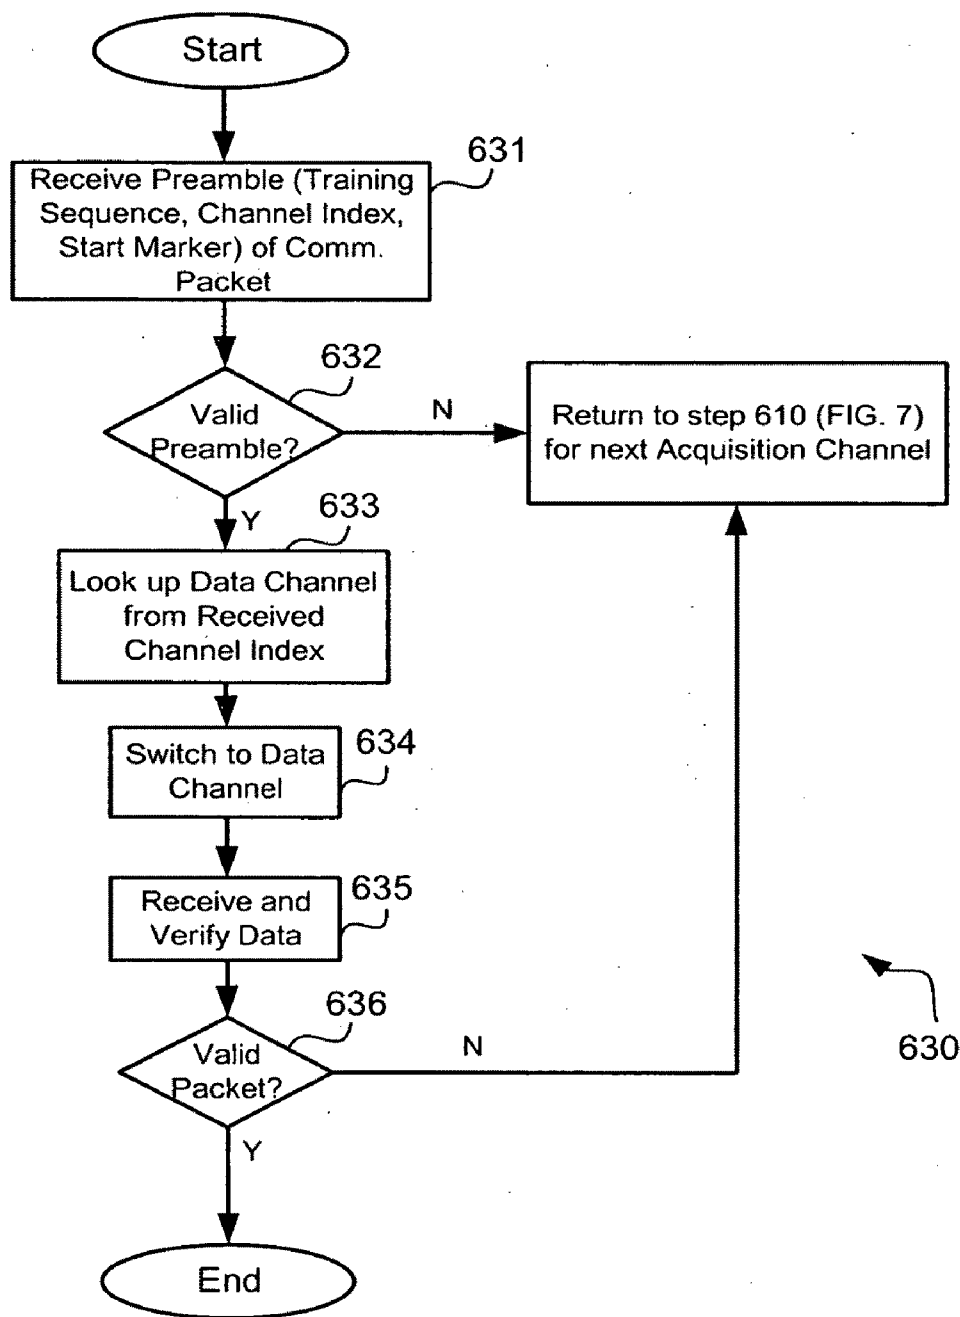 Start
631
Receive Preamble (Training
Sequence, Channel Index,
Start Marker) of Comm.
Packet
632
Valid
Preamble?
N
Return to step 610 (FIG. 7)
for next Acquisition Channel
Y
633
Look up Data Channel
from Received
Channel Index
634
Switch to Data
Channel
635
Receive and
Verify Data
636
Valid
Packet?
N
630
Y
End